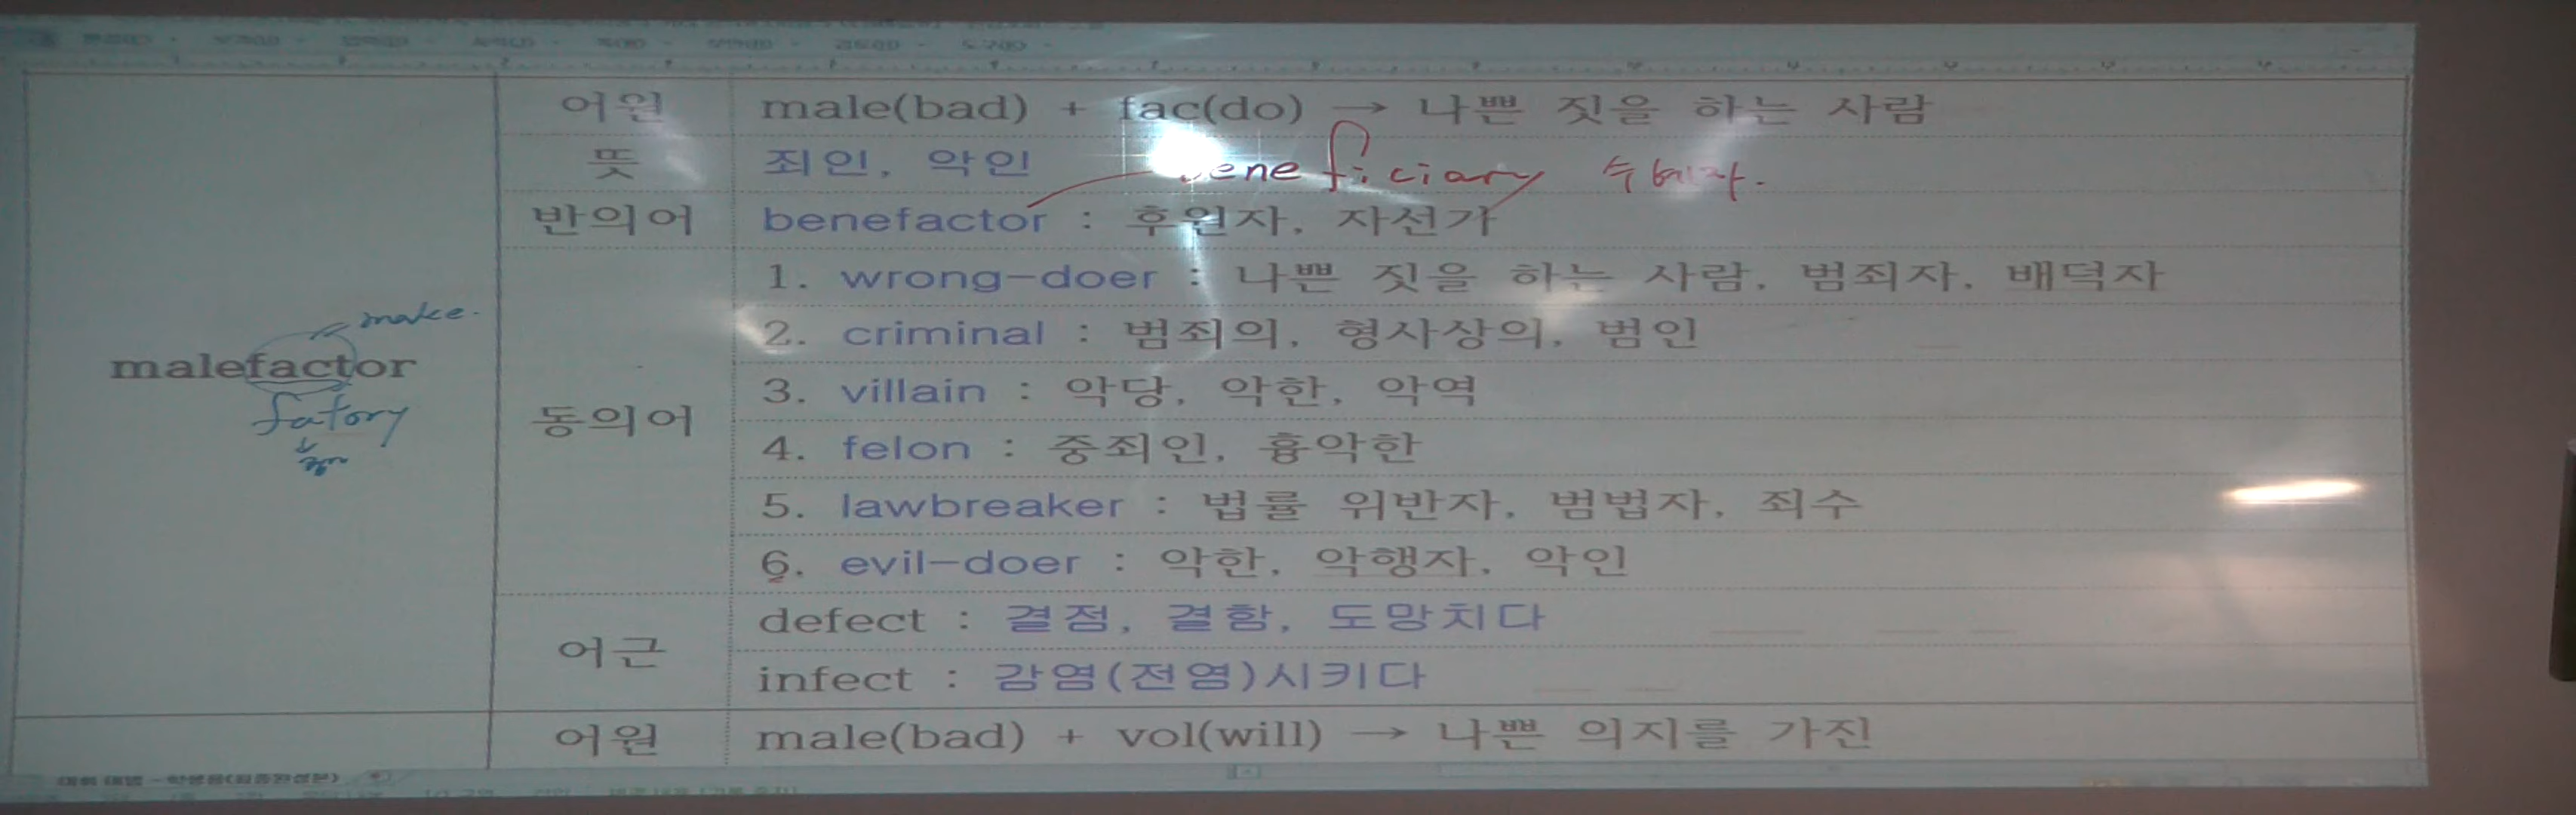 어원 male(bad) + fac(do) → 나쁜 짓을 하는 사람
뜻 죄인, 악인
beneficiary 수혜자.
반의어 benefactor : 후원자, 자선가
1. wrong-doer : 나쁜 짓을 하는 사람, 범죄자, 배덕자
make.
2. criminal : 범죄의, 형사상의, 범인
malefactor
3. villain : 악당, 악한, 악역
fatory
동의어
4. felon : 중죄인, 흉악한
5. lawbreaker : 법률 위반자, 범법자, 죄수
6. evil-doer : 악한, 악행자, 악인
어근
defect : 결점, 결함, 도망치다
infect : 감염(전염)시키다
어원 male(bad) + vol(will) → 나쁜 의지를 가진